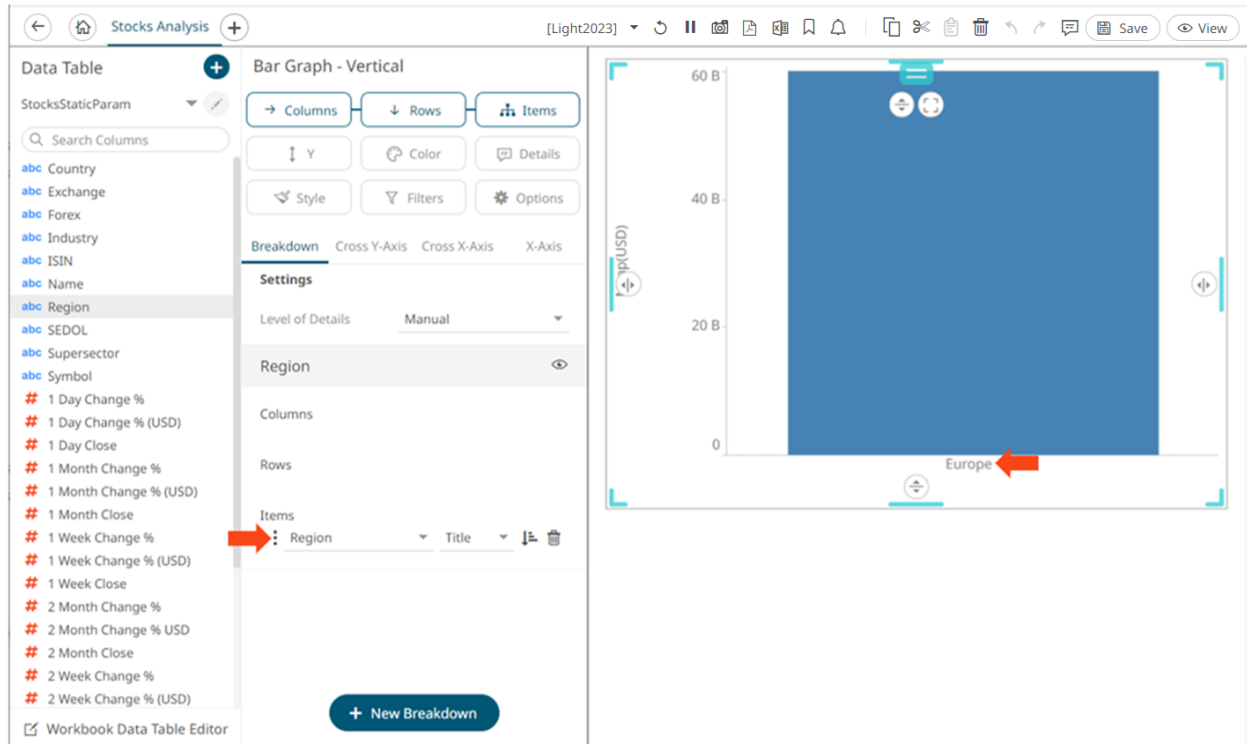 Stocks Analysis
[Light2023]
Save
View
Data Table
StocksStaticParam
Search Columns
abc Country
abc Exchange
abc Forex
abc Industry
abc ISIN
abc Name
abc Region
abc SEDOL
abc Supersector
abc Symbol
# 1 Day Change %
# 1 Day Change % (USD)
# 1 Day Close
# 1 Month Change %
# 1 Month Change % (USD)
# 1 Month Close
# 1 Week Change %
# 1 Week Change % (USD)
# 1 Week Close
# 2 Month Change %
# 2 Month Change % USD
# 2 Month Close
# 2 Week Change %
# 2 Week Change % (USD)
Workbook Data Table Editor
Bar Graph - Vertical
Columns
Rows
Items
Y
Color
Details
Style
Filters
Options
Breakdown
Cross Y-Axis
Cross X-Axis
X-Axis
Settings
Level of Details
Manual
Region
Columns
Rows
Items
Region
Title
New Breakdown
60 B
40 B
20 B
0
Europe